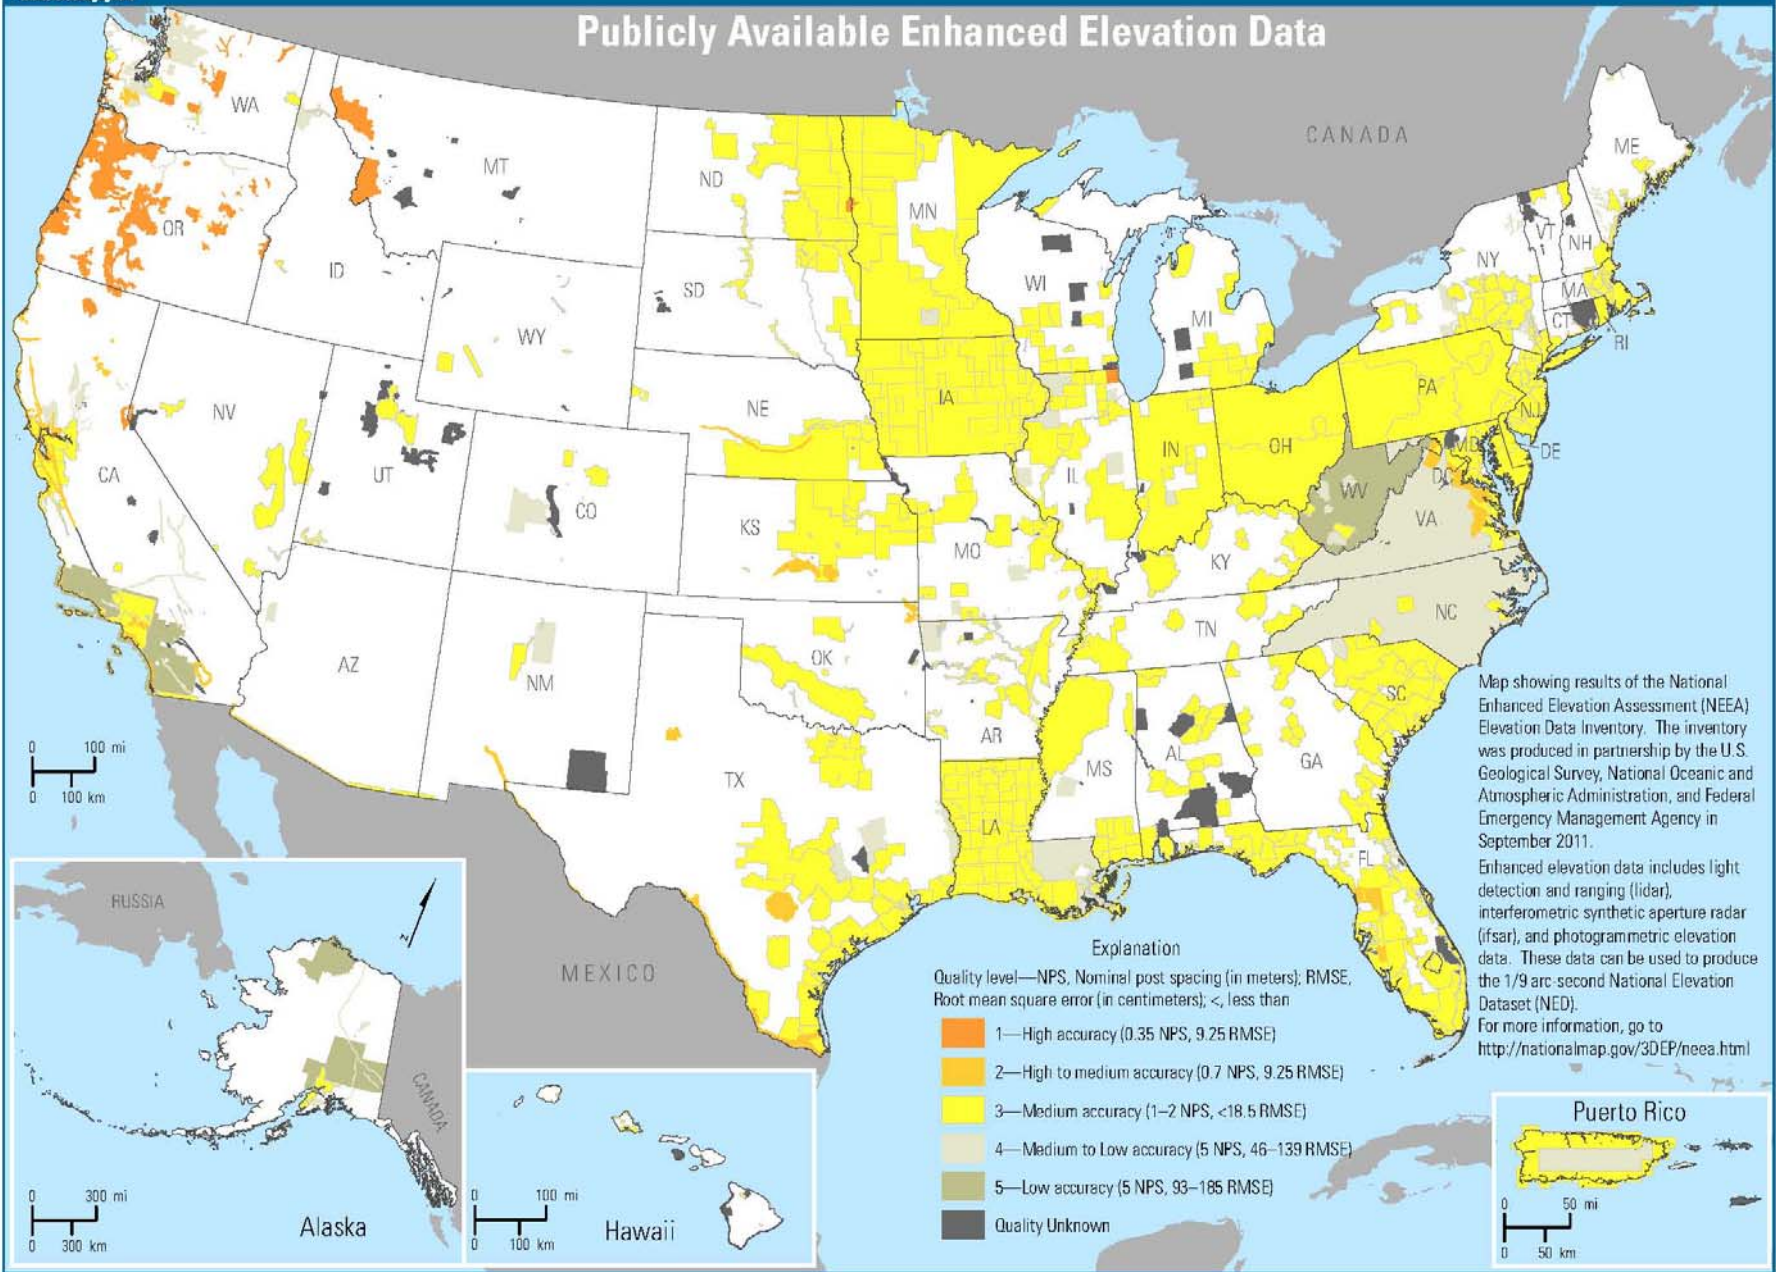 Publicly Available Enhanced Elevation Data
CANADA
WA
MT
ND
MN
ME
OR
ID
SD
WI
MI
NY
VT
NH
MA
CT
RI
WY
NV
NE
IA
PA
NJ
CA
UT
CO
KS
MO
IL
IN
OH
WV
MD
DE
DC
VA
KY
AZ
NM
OK
TN
NC
AR
SC
TX
MS
AL
GA
LA
FL
MEXICO
0 100 mi
0 100 km
Map showing results of the National
Enhanced Elevation Assessment (NEEA)
Elevation Data Inventory. The inventory
was produced in partnership by the U.S.
Geological Survey, National Oceanic and
Atmospheric Administration, and Federal
Emergency Management Agency in
September 2011.
Enhanced elevation data includes light
detection and ranging (lidar),
interferometric synthetic aperture radar
(ifsar), and photogrammetric elevation
data. These data can be used to produce
the 1/9 arc-second National Elevation
Dataset (NED).
For more information, go to
http://nationalmap.gov/3DEP/neea.html
RUSSIA
N
CANADA
0 300 mi
0 300 km
Alaska
0 100 mi
0 100 km
Hawaii
Explanation
Quality level—NPS, Nominal post spacing (in meters); RMSE,
Root mean square error (in centimeters); <, less than
1—High accuracy (0.35 NPS, 9.25 RMSE)
2—High to medium accuracy (0.7 NPS, 9.25 RMSE)
3—Medium accuracy (1–2 NPS, <18.5 RMSE)
4—Medium to Low accuracy (5 NPS, 46–139 RMSE)
5—Low accuracy (5 NPS, 93–185 RMSE)
Quality Unknown
Puerto Rico
0 50 mi
0 50 km